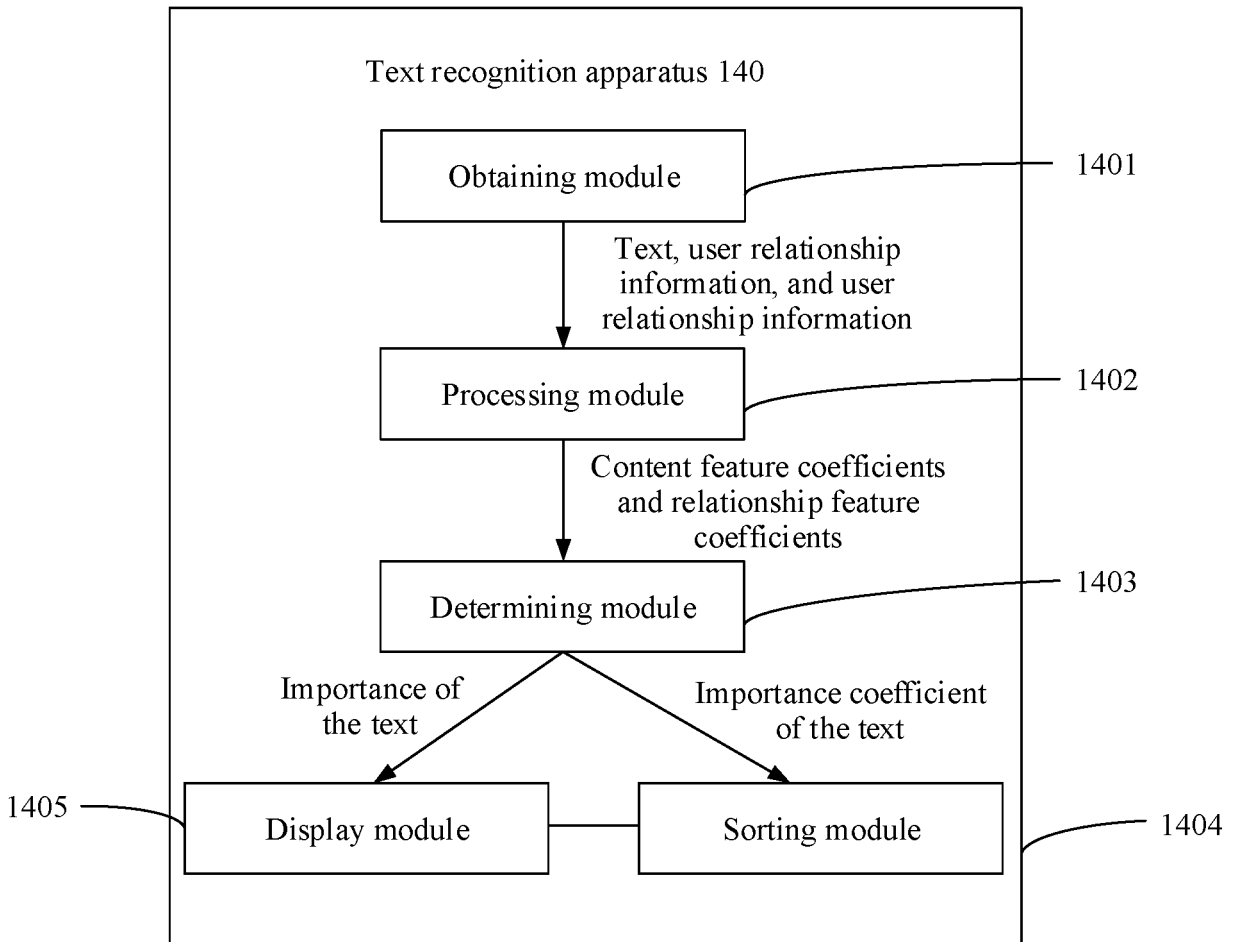 Text recognition apparatus 140
Obtaining module
1401
Text, user relationship
information, and user
relationship information
Processing module
1402
Content feature coefficients
and relationship feature
coefficients
Determining module
1403
Importance of
the text
Importance coefficient
of the text
1405
Display module
Sorting module
1404